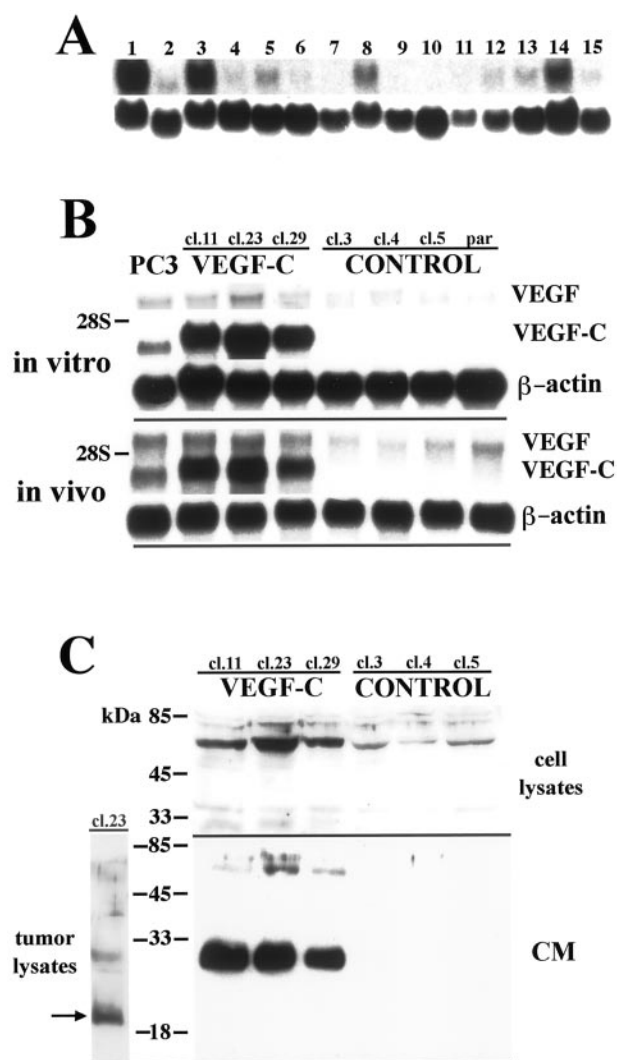 A
1 2 3 4 5 6 7 8 9 10 11 12 13 14 15
B
cl.11 cl.23 cl.29 cl.3 cl.4 cl.5 par
PC3 VEGF-C CONTROL
VEGF
28S
VEGF-C
in vitro
β-actin
VEGF
28S
VEGF-C
in vivo
β-actin
C
cl.11 cl.23 cl.29 cl.3 cl.4 cl.5
VEGF-C CONTROL
kDa 85
cell
45
lysates
33
cl.23
85
45
tumor
33
CM
lysates
18